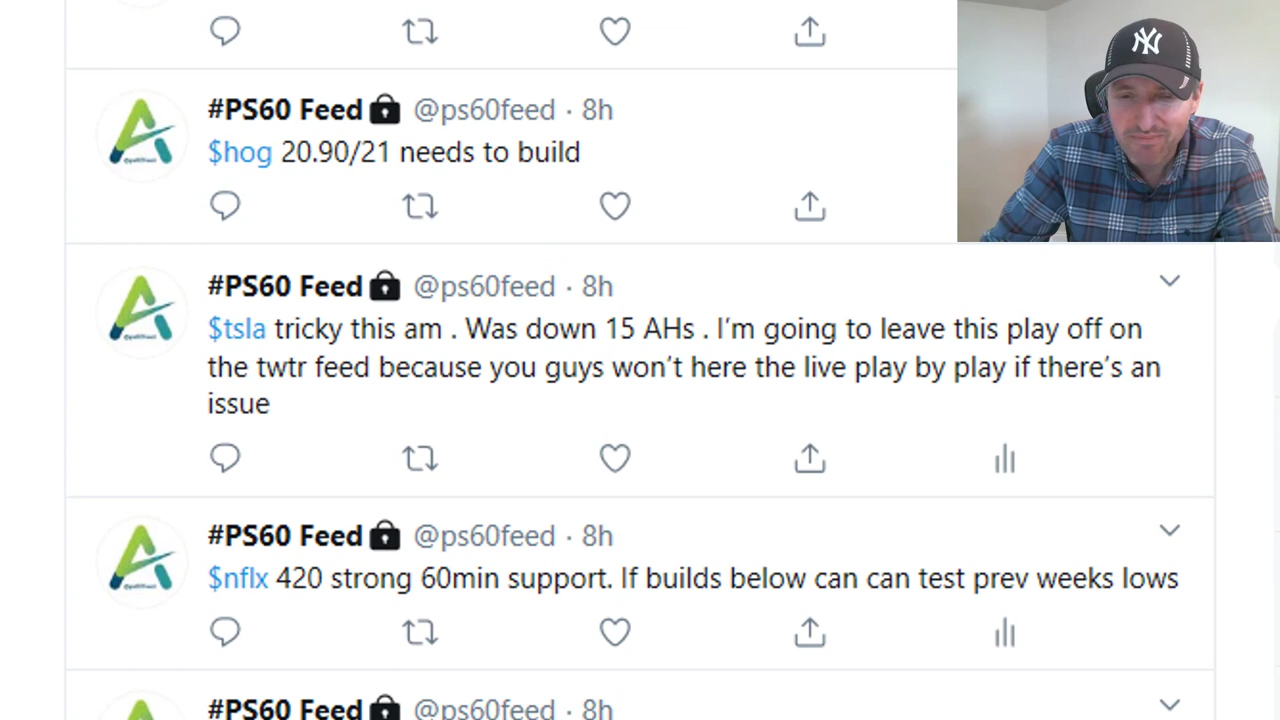 #PS60 Feed @ps60feed · 8h
$hog 20.90/21 needs to build
#PS60 Feed @ps60feed · 8h
$tsla tricky this am . Was down 15 AHs . I’m going to leave this play off on
the twtr feed because you guys won’t here the live play by play if there’s an
issue
#PS60 Feed @ps60feed · 8h
$nflx 420 strong 60min support. If builds below can can test prev weeks lows
#PS60 Feed @ps60feed · 8h
NY